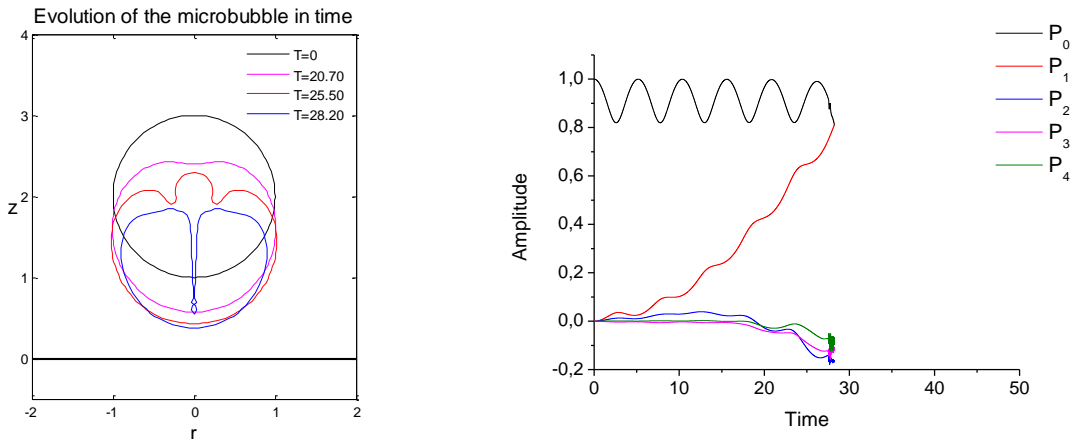 Evolution of the microbubble in time
4
3
2
1
0
z
-2
-1
0
1
2
r
T=0
T=20.70
T=25.50
T=28.20
1,0
0,8
0,6
0,4
0,2
0,0
-0,2
Amplitude
0
10
20
30
40
50
Time
P0
P1
P2
P3
P4